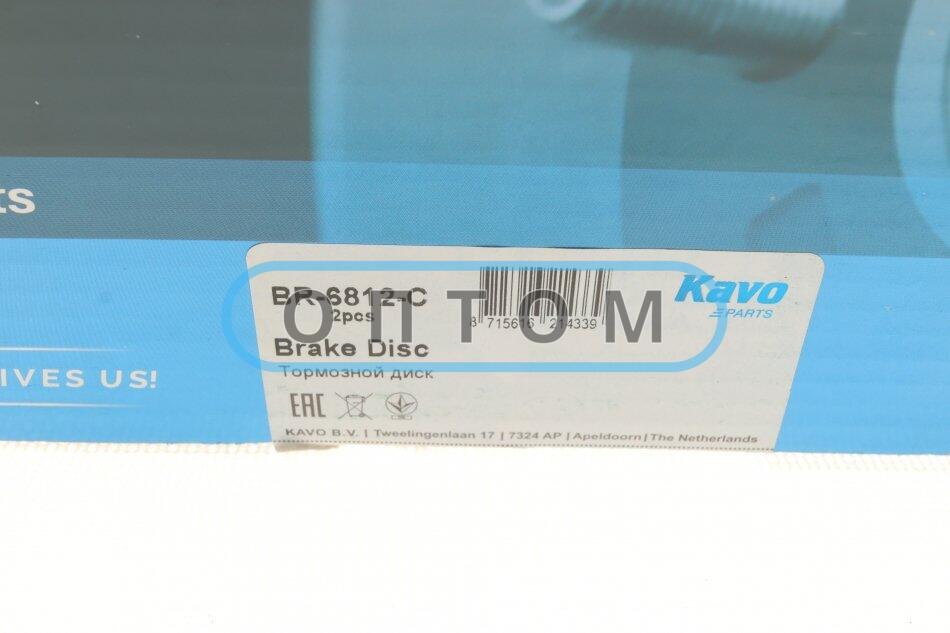 ts
IVES US!
BR-6812-C
2pcs
8 715616 214339
Kavo
PARTS
ОПТОМ
Brake Disc
Тормозной диск
EAC
KAVO B.V. | Tweelingenlaan 17 | 7324 AP | Apeldoorn | The Netherlands